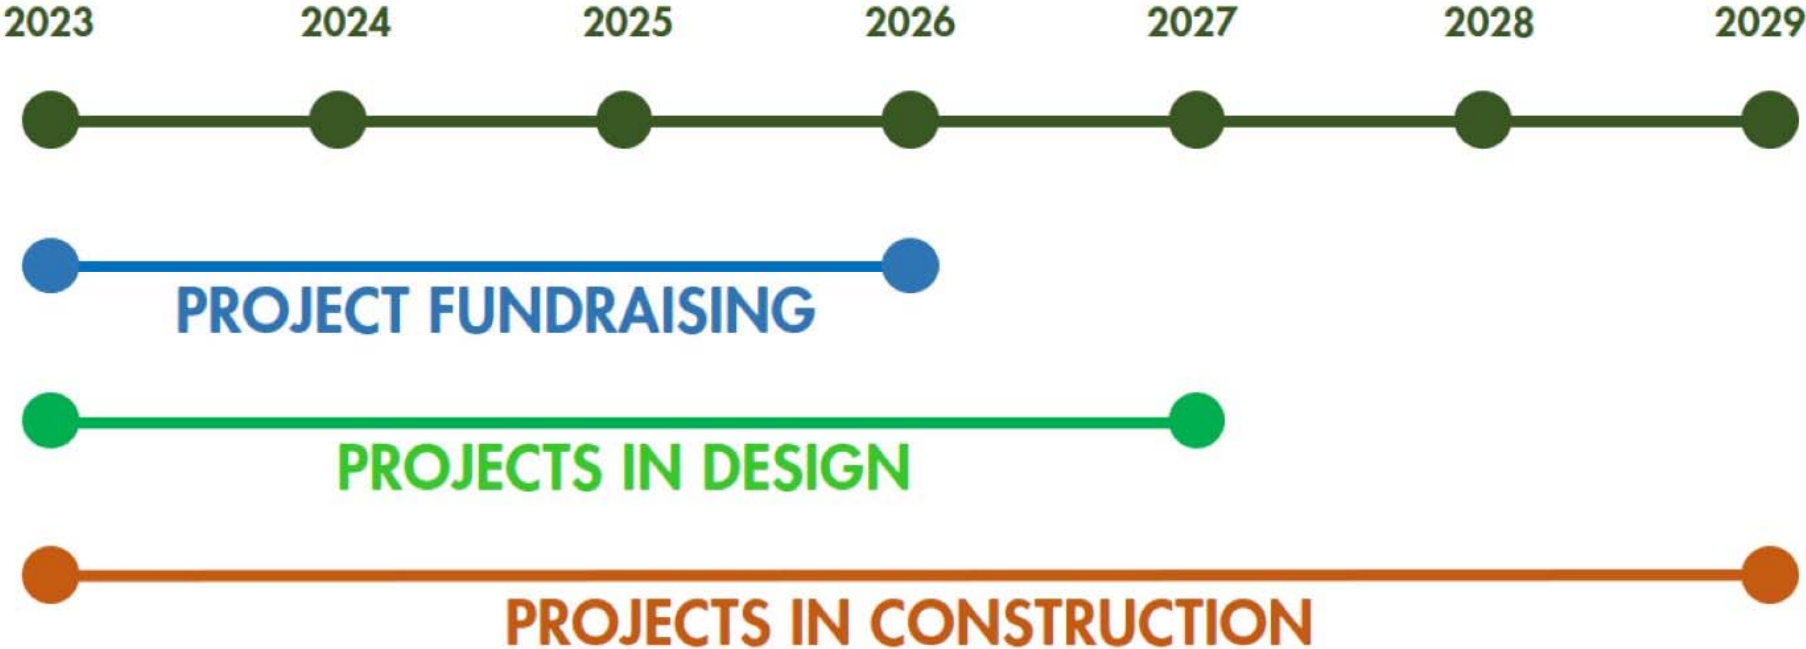 2023 2024 2025 2026 2027 2028 2029
PROJECT FUNDRAISING
PROJECTS IN DESIGN
PROJECTS IN CONSTRUCTION